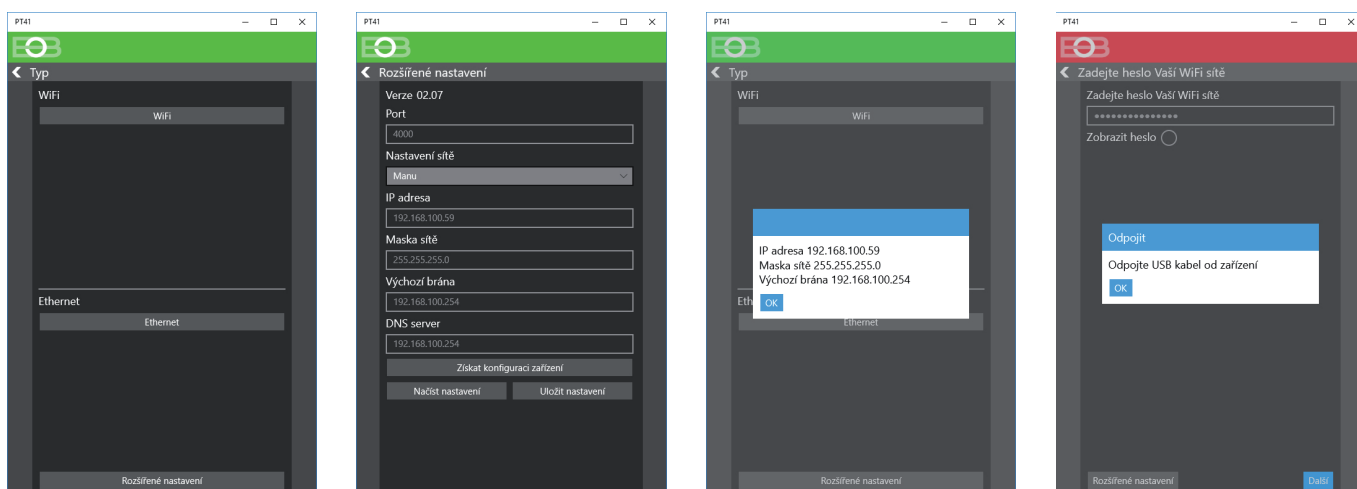 PT41
EOB
Typ
WiFi
WiFi
Ethernet
Ethernet
Rozšířené nastavení
PT41
EOB
Rozšířené nastavení
Verze 02.07
Port
4000
Nastavení sítě
Manu
IP adresa
192.168.100.59
Maska sítě
255.255.255.0
Výchozí brána
192.168.100.254
DNS server
192.168.100.254
Získat konfiguraci zařízení
Načíst nastavení Uložit nastavení
PT41
EOB
Typ
WiFi
WiFi
IP adresa 192.168.100.59
Maska sítě 255.255.255.0
Výchozí brána 192.168.100.254
Eth
OK
Ethernet
Rozšířené nastavení
PT41
EOB
Zadejte heslo Vaší WiFi sítě
Zadejte heslo Vaší WiFi sítě
•••••••••••••••
Zobrazit heslo
Odpojit
Odpojte USB kabel od zařízení
OK
Rozšířené nastavení Další